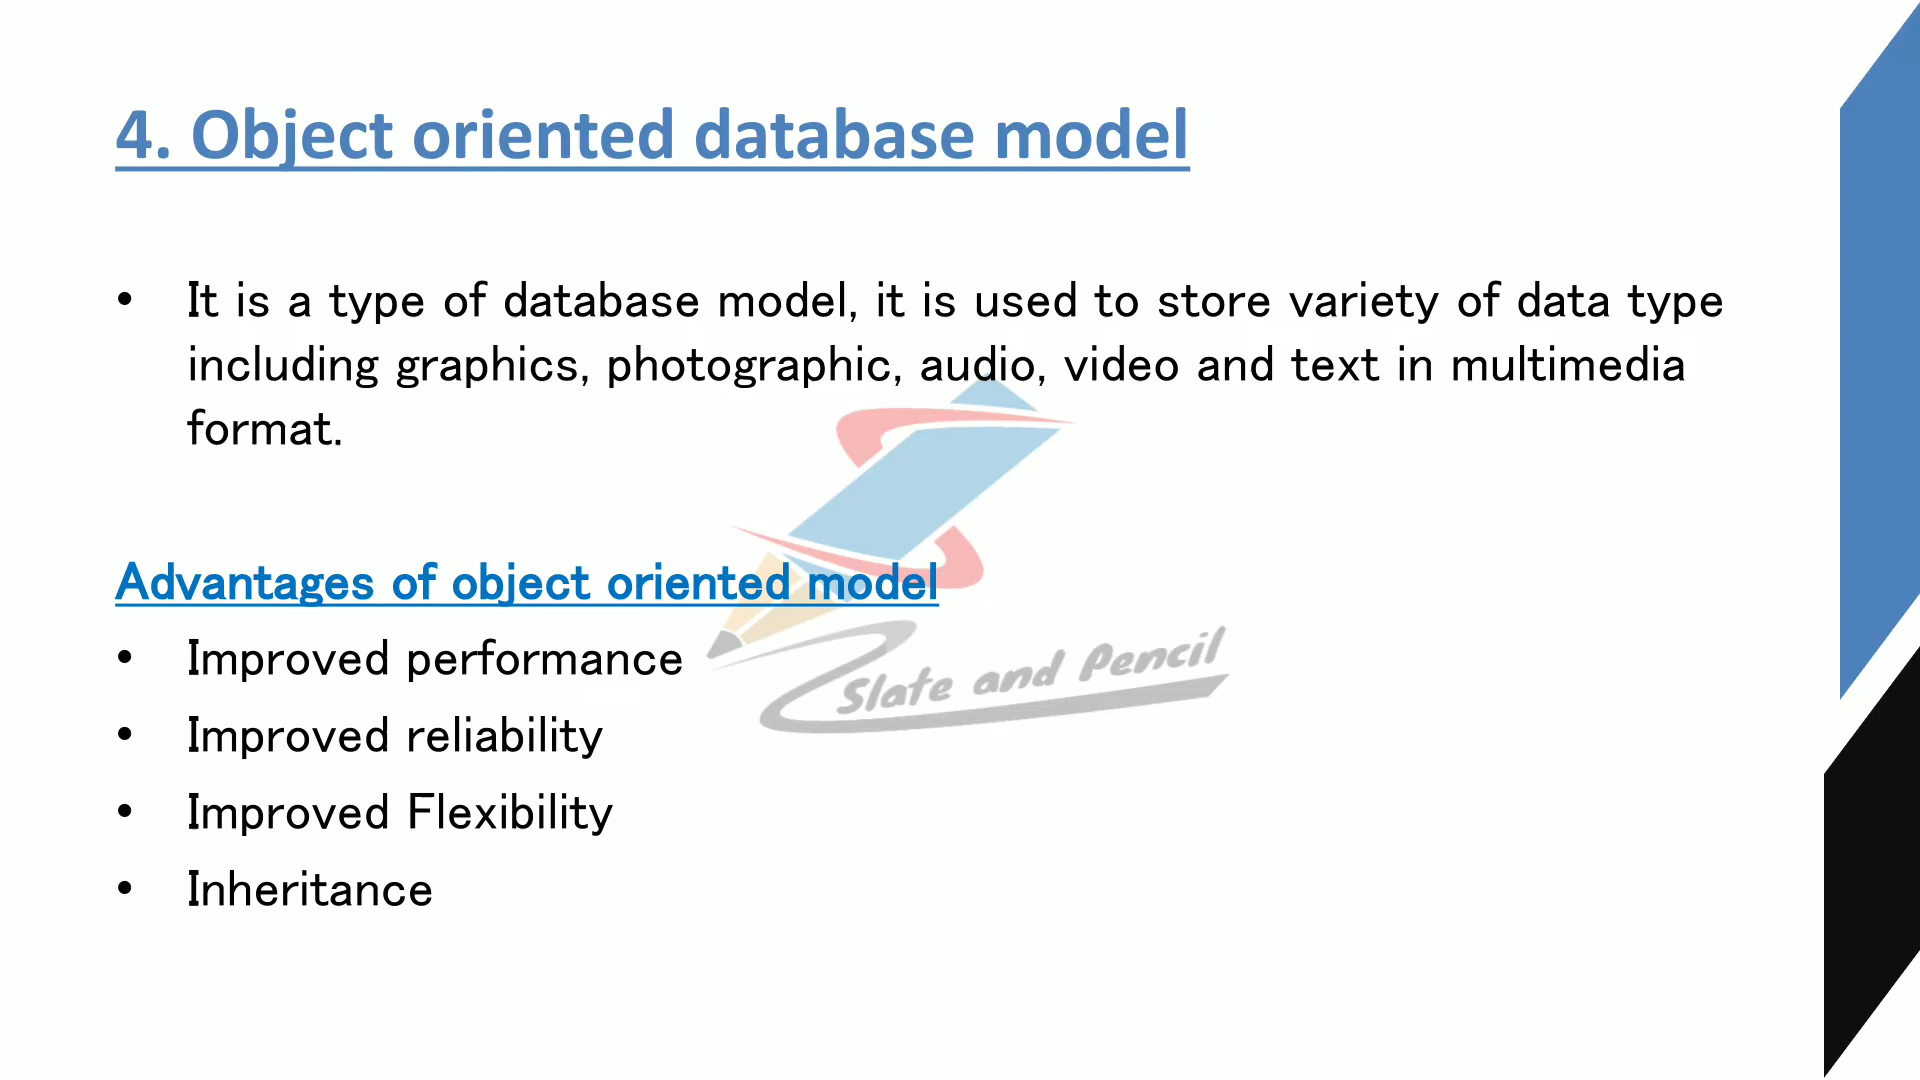 4. Object oriented database model
• It is a type of database model, it is used to store variety of data type
including graphics, photographic, audio, video and text in multimedia
format.
Advantages of object oriented model
• Improved performance
• Improved reliability
• Improved Flexibility
• Inheritance
Slate and Pencil